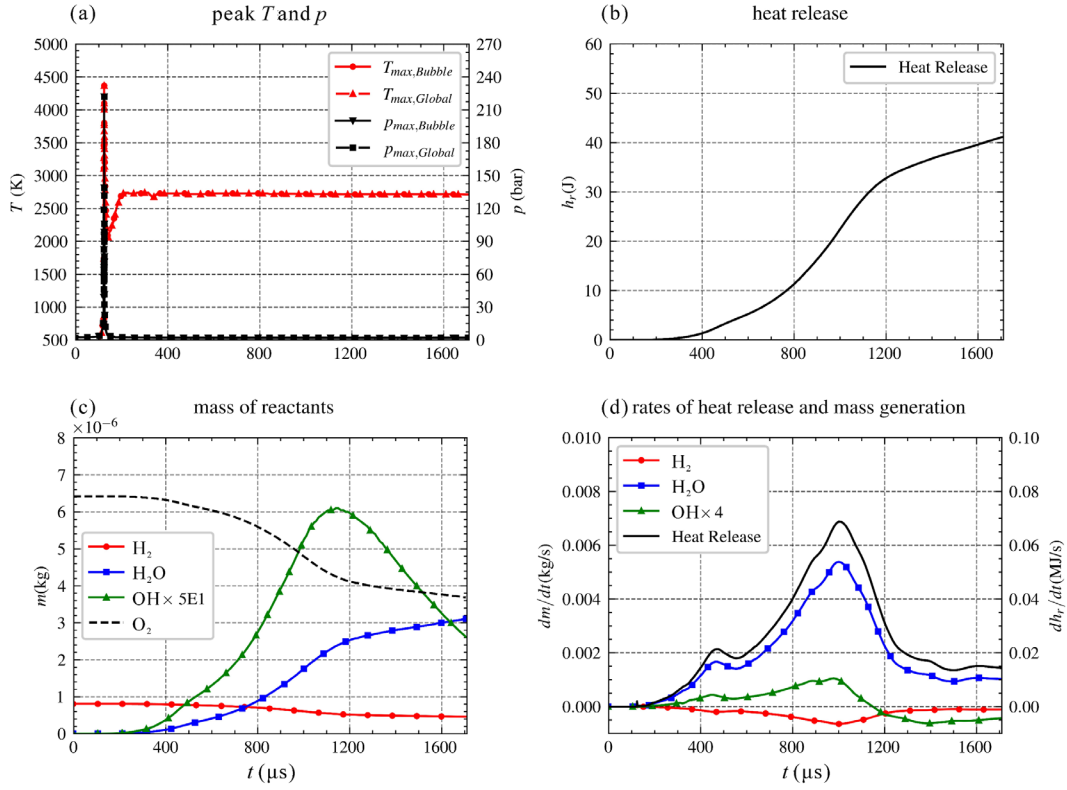 (a) peak T and p
5000
4500
4000
3500
3000
2500
2000
1500
1000
500
T (K)
270
240
210
180
150
120
90
60
30
0
p (bar)
T_max,Bubble
T_max,Global
p_max,Bubble
p_max,Global
0 400 800 1200 1600
(b) heat release
60
50
40
30
20
10
0
h_r(J)
Heat Release
0 400 800 1200 1600
(c) mass of reactants
×10⁻⁶
8
7
6
5
4
3
2
1
0
m(kg)
H₂
H₂O
OH × 5E1
O₂
0 400 800 1200 1600
t (μs)
(d) rates of heat release and mass generation
0.010
0.008
0.006
0.004
0.002
0.000
dm/dt(kg/s)
0.10
0.08
0.06
0.04
0.02
0.00
dh_r/dt(MJ/s)
H₂
H₂O
OH× 4
Heat Release
0 400 800 1200 1600
t (μs)